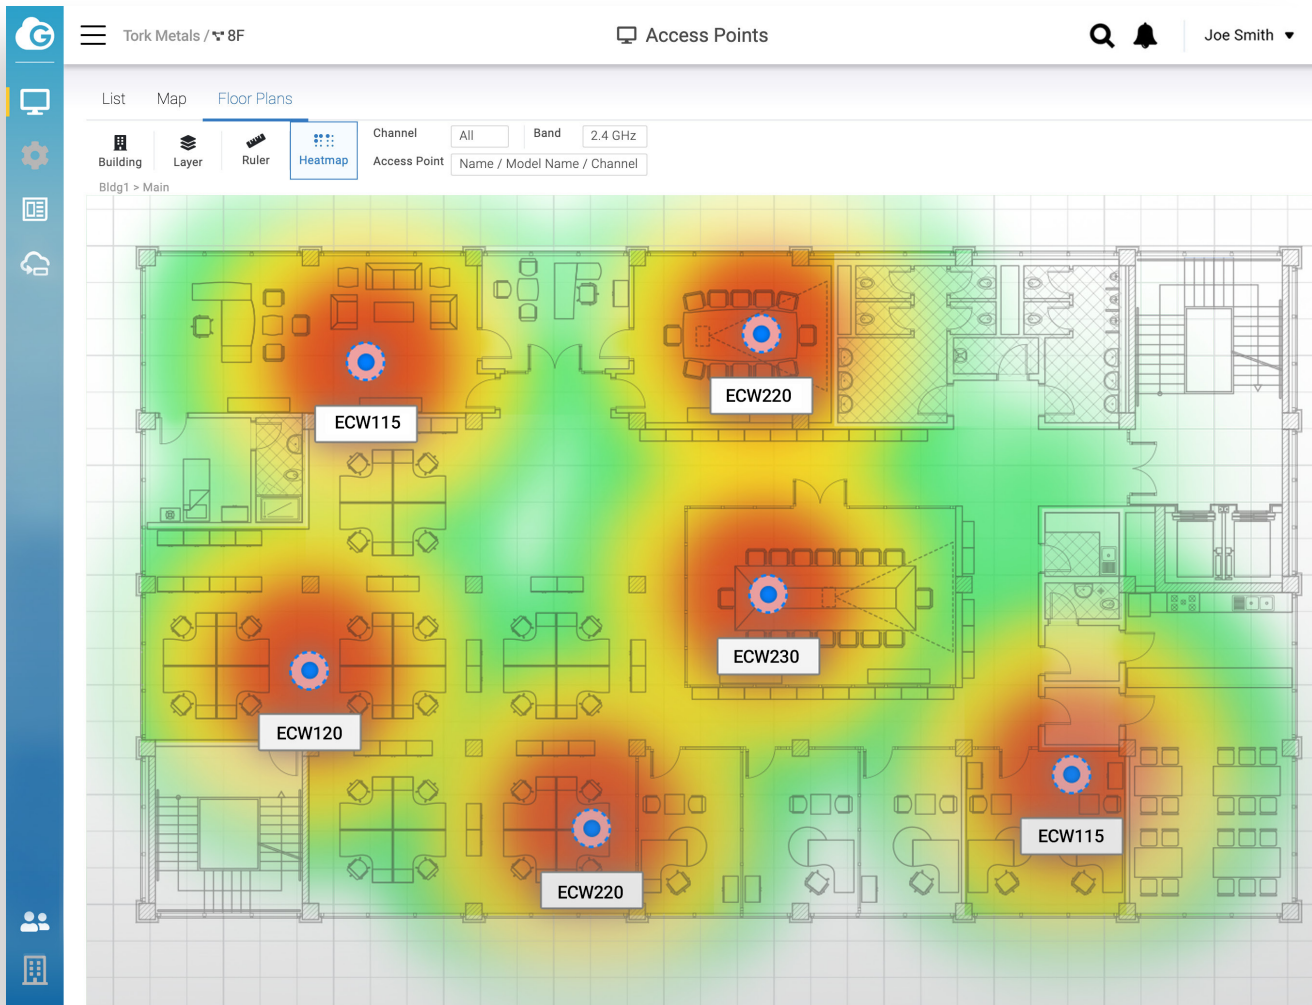 Tork Metals / 8F
Access Points
Joe Smith
List
Map
Floor Plans
Building
Layer
Ruler
Heatmap
Channel
All
Band
2.4 GHz
Access Point
Name / Model Name / Channel
Bldg1 > Main
ECW220
ECW115
ECW230
ECW120
ECW115
ECW220